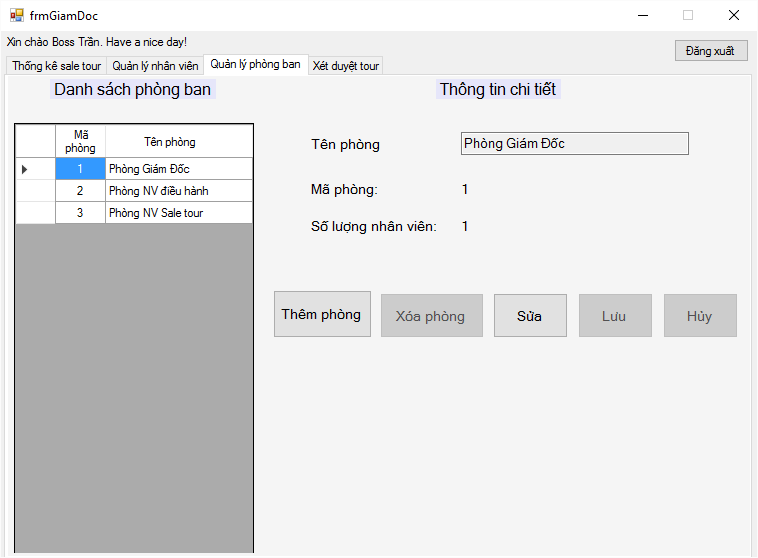 frmGiamDoc
Xin chào Boss Trần. Have a nice day!
Đăng xuất
Thống kê sale tour Quản lý nhân viên Quản lý phòng ban Xét duyệt tour
Danh sách phòng ban
Thông tin chi tiết
Mã phòng Tên phòng
1 Phòng Giám Đốc
2 Phòng NV điều hành
3 Phòng NV Sale tour
Tên phòng Phòng Giám Đốc
Mã phòng: 1
Số lượng nhân viên: 1
Thêm phòng Xóa phòng Sửa Lưu Hủy